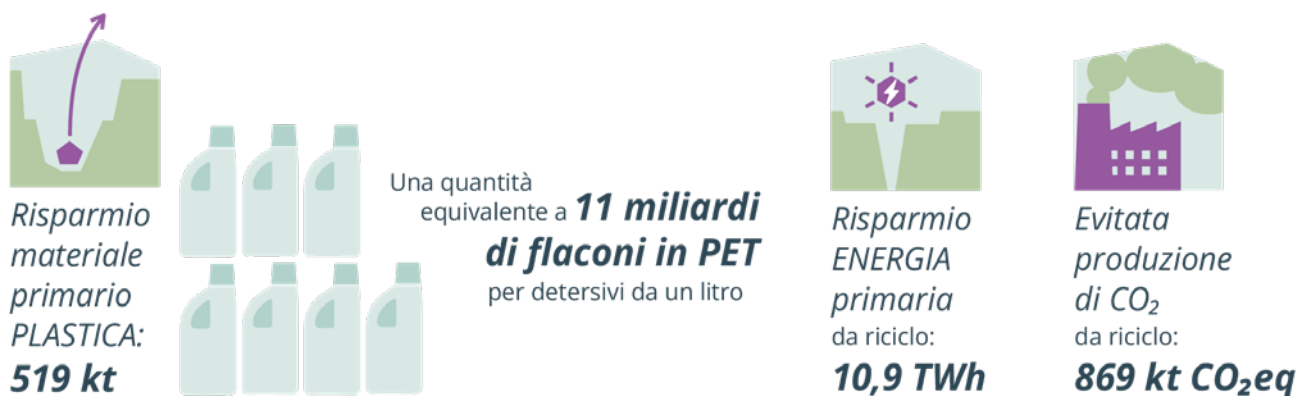 Risparmio
materiale
primario
PLASTICA:
519 kt
Una quantità
equivalente a 11 miliardi
di flaconi in PET
per detersivi da un litro
Risparmio
ENERGIA
primaria
da riciclo:
10,9 TWh
Evitata
produzione
di CO₂
da riciclo:
869 kt CO₂eq